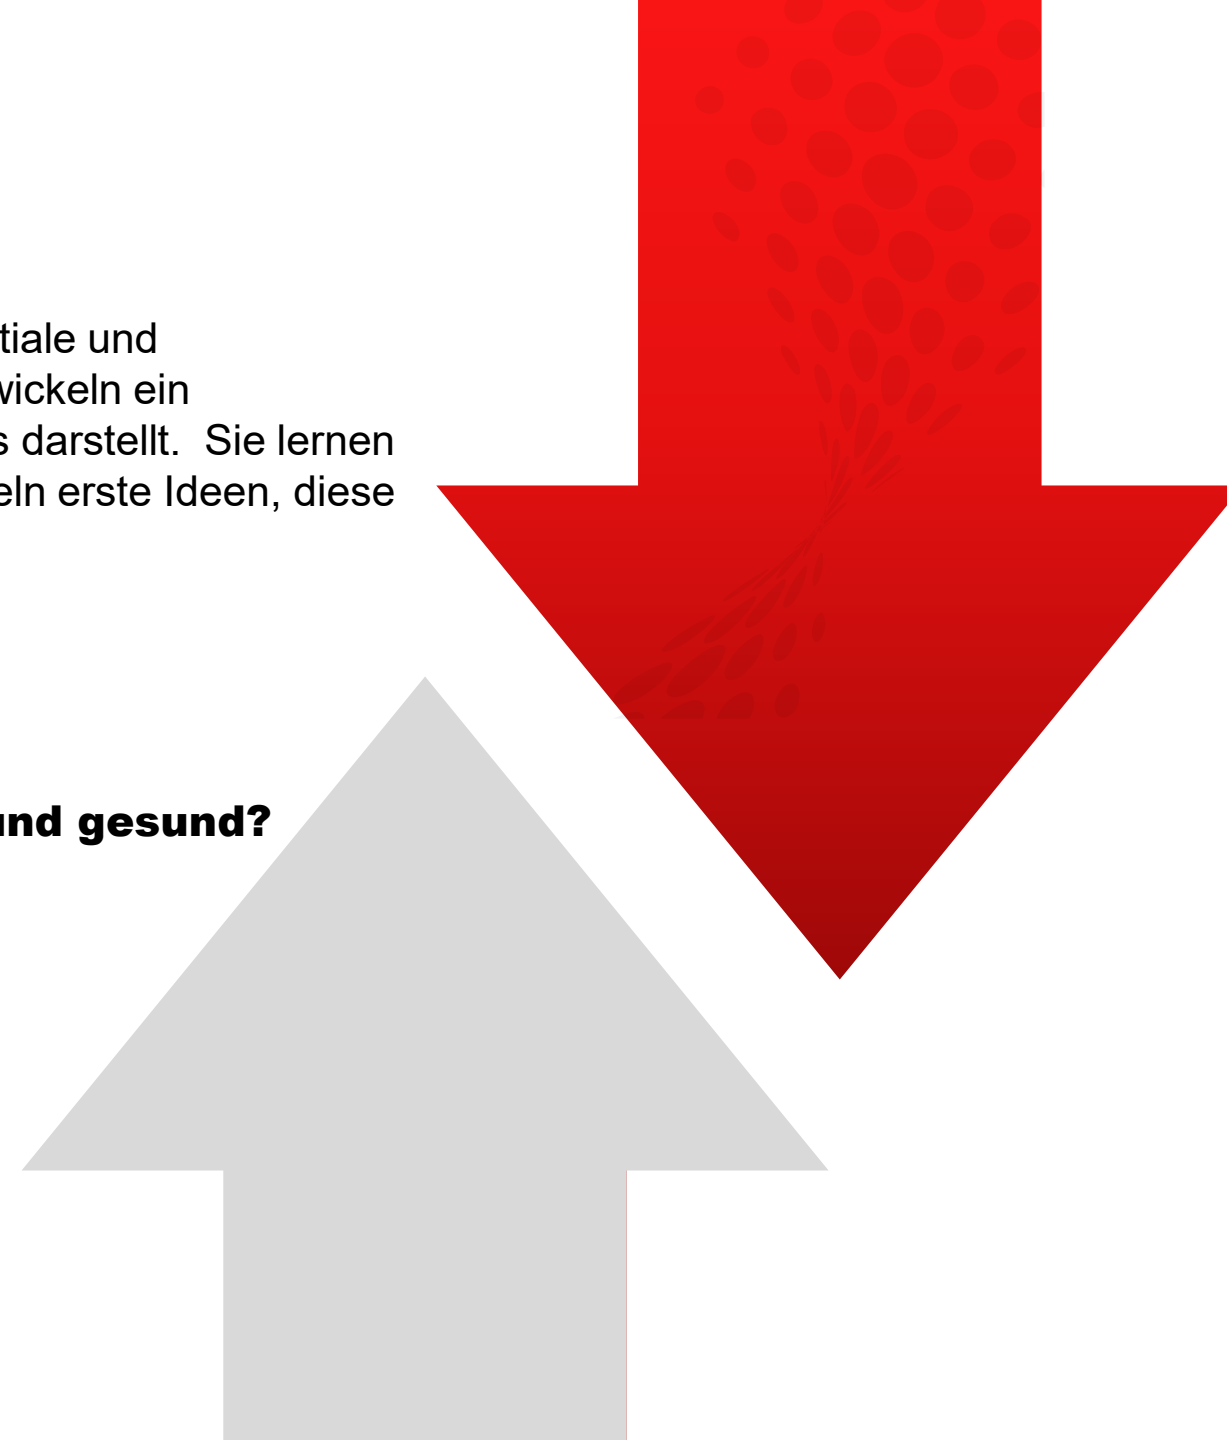 tiale und
wickeln ein
s darstellt.  Sie lernen
eln erste Ideen, diese
und gesund?